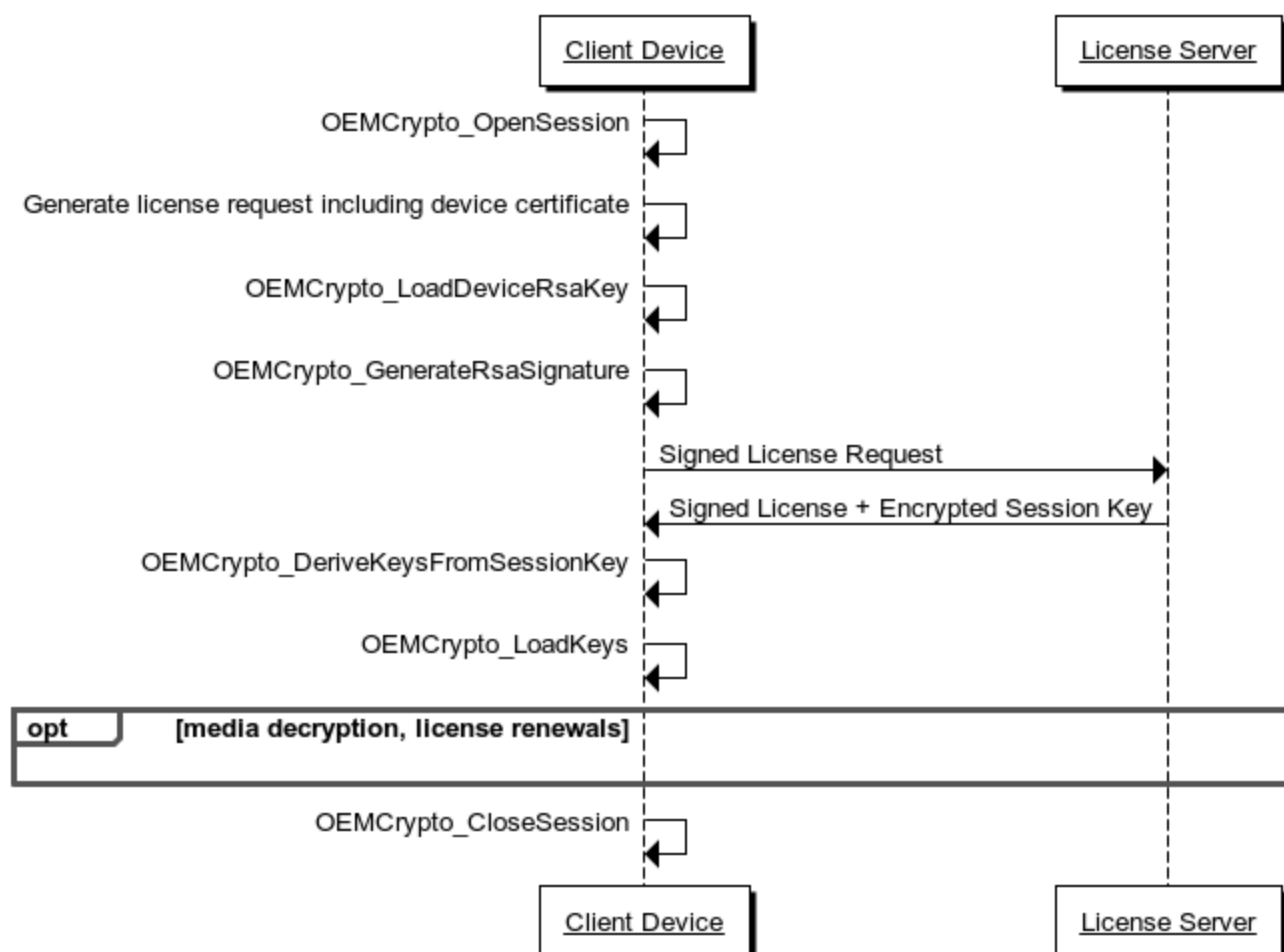 Client Device
License Server
OEMCrypto_OpenSession
Generate license request including device certificate
OEMCrypto_LoadDeviceRsaKey
OEMCrypto_GenerateRsaSignature
Signed License Request
Signed License + Encrypted Session Key
OEMCrypto_DeriveKeysFromSessionKey
OEMCrypto_LoadKeys
opt [media decryption, license renewals]
OEMCrypto_CloseSession
Client Device
License Server